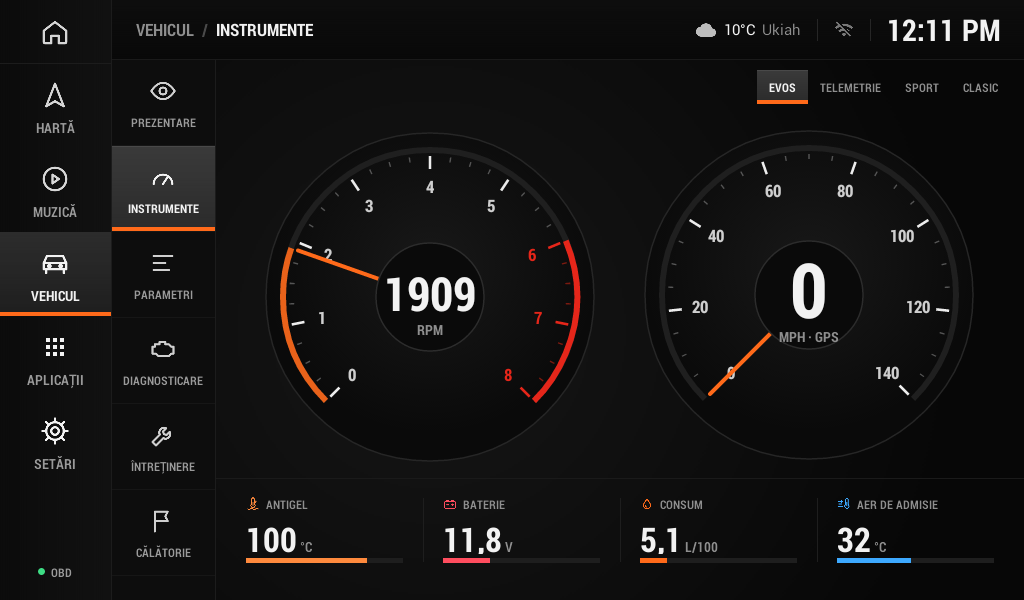 VEHICUL / INSTRUMENTE
10°C Ukiah
12:11 PM
HARTĂ
MUZICĂ
VEHICUL
APLICAȚII
SETĂRI
OBD
PREZENTARE
INSTRUMENTE
PARAMETRI
DIAGNOSTICARE
ÎNTREȚINERE
CĂLĂTORIE
EVOS TELEMETRIE SPORT CLASIC
0 1 2 3 4 5 6 7 8
1909
RPM
0 20 40 60 80 100 120 140
0
MPH · GPS
ANTIGEL
100 °C
BATERIE
11,8 V
CONSUM
5,1 L/100
AER DE ADMISIE
32 °C